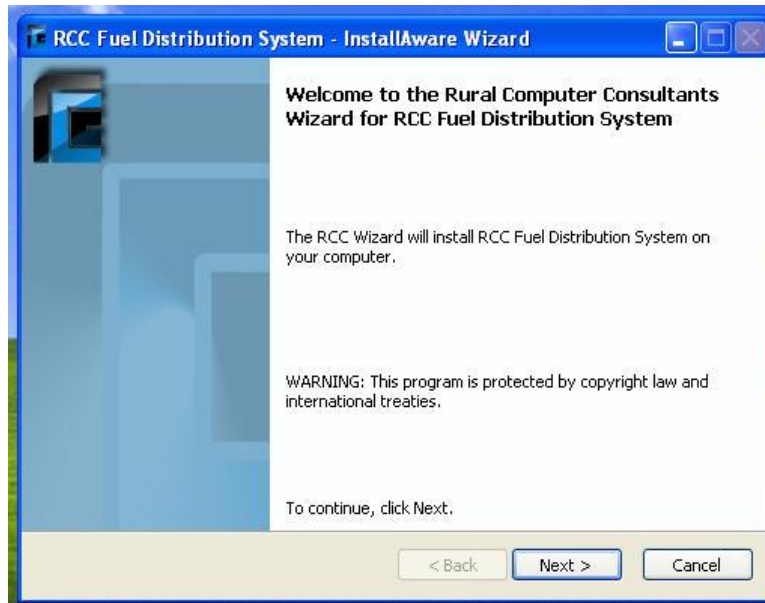 RCC Fuel Distribution System - InstallAware Wizard
Welcome to the Rural Computer Consultants
Wizard for RCC Fuel Distribution System
The RCC Wizard will install RCC Fuel Distribution System on
your computer.
WARNING: This program is protected by copyright law and
international treaties.
To continue, click Next.
< Back Next > Cancel